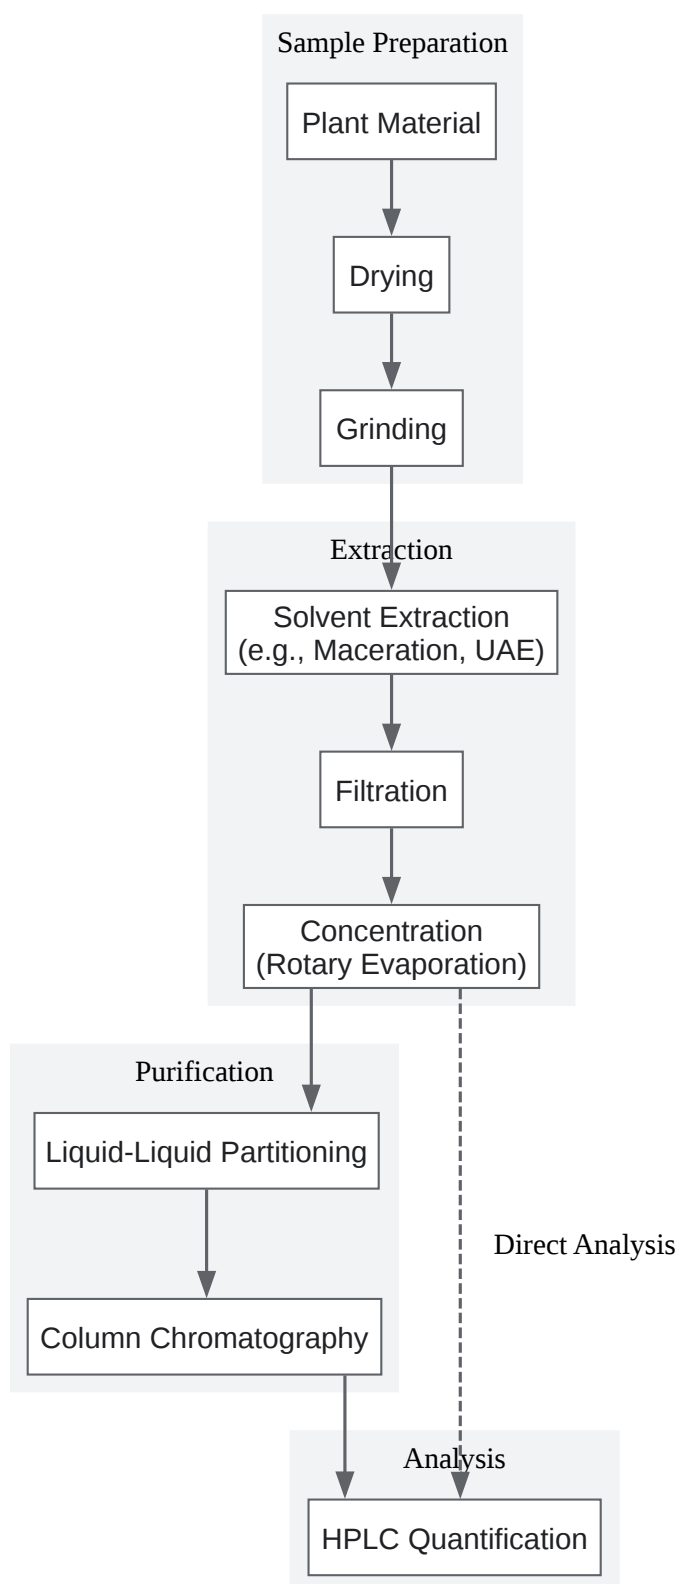 Sample Preparation
Plant Material
Drying
Grinding
Extraction
Solvent Extraction
(e.g., Maceration, UAE)
Filtration
Concentration
(Rotary Evaporation)
Purification
Liquid-Liquid Partitioning
Direct Analysis
Column Chromatography
Analysis
HPLC Quantification